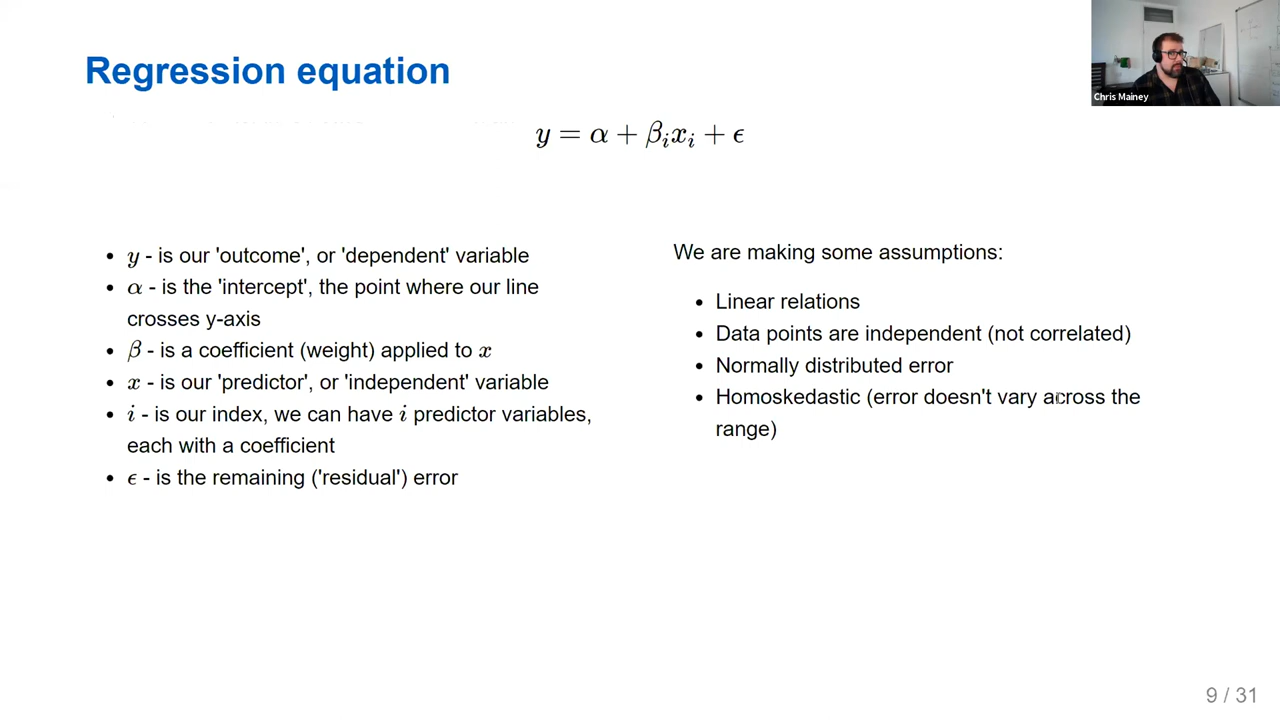 Regression equation
Chris Mainey
y = α + βᵢxᵢ + ϵ
• y - is our 'outcome', or 'dependent' variable
• α - is the 'intercept', the point where our line
crosses y-axis
• β - is a coefficient (weight) applied to x
• x - is our 'predictor', or 'independent' variable
• i - is our index, we can have i predictor variables,
each with a coefficient
• ϵ - is the remaining ('residual') error
We are making some assumptions:
• Linear relations
• Data points are independent (not correlated)
• Normally distributed error
• Homoskedastic (error doesn't vary across the
range)
9 / 31